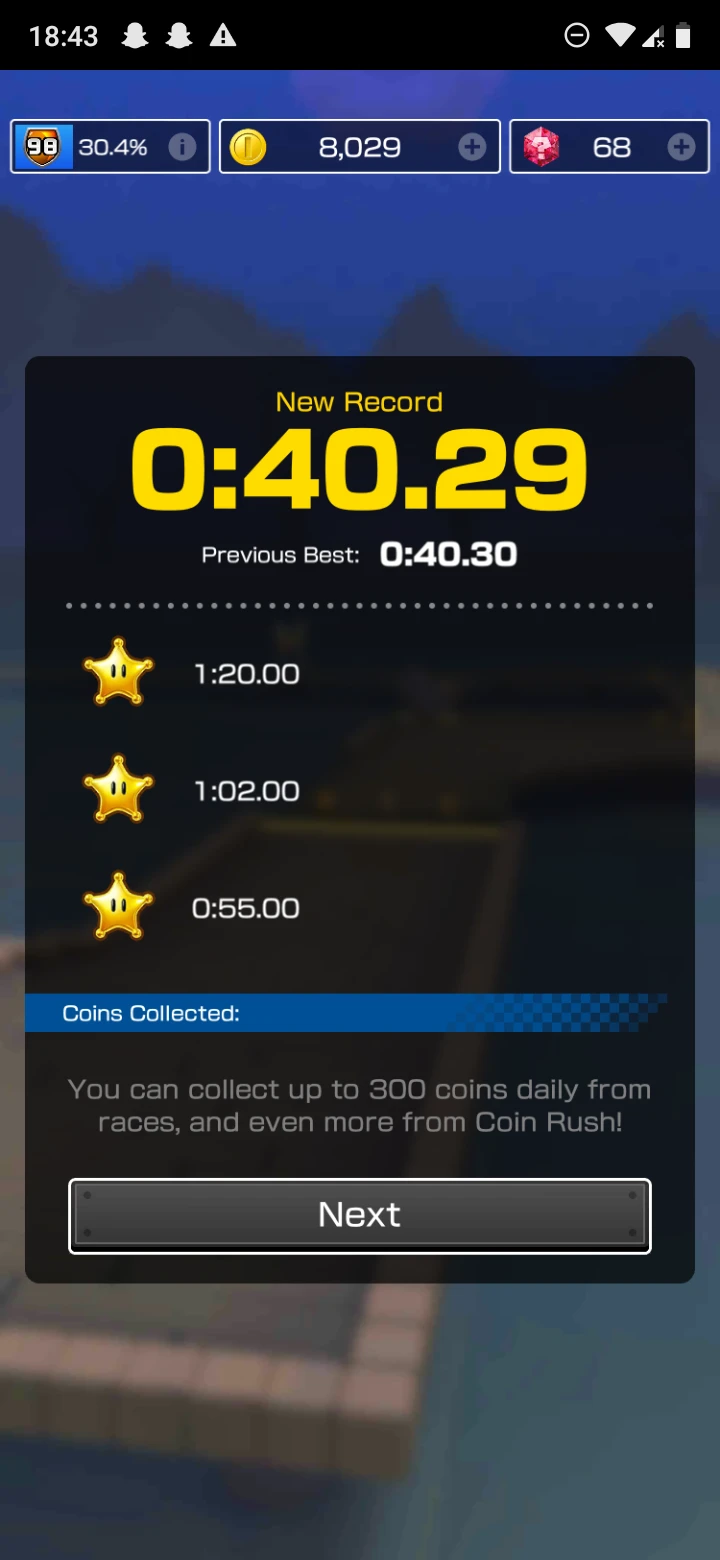 18:43
98 30.4% i 8,029 + ? 68 +
New Record
0:40.29
Previous Best: 0:40.30
1:20.00
1:02.00
0:55.00
Coins Collected:
You can collect up to 300 coins daily from
races, and even more from Coin Rush!
Next